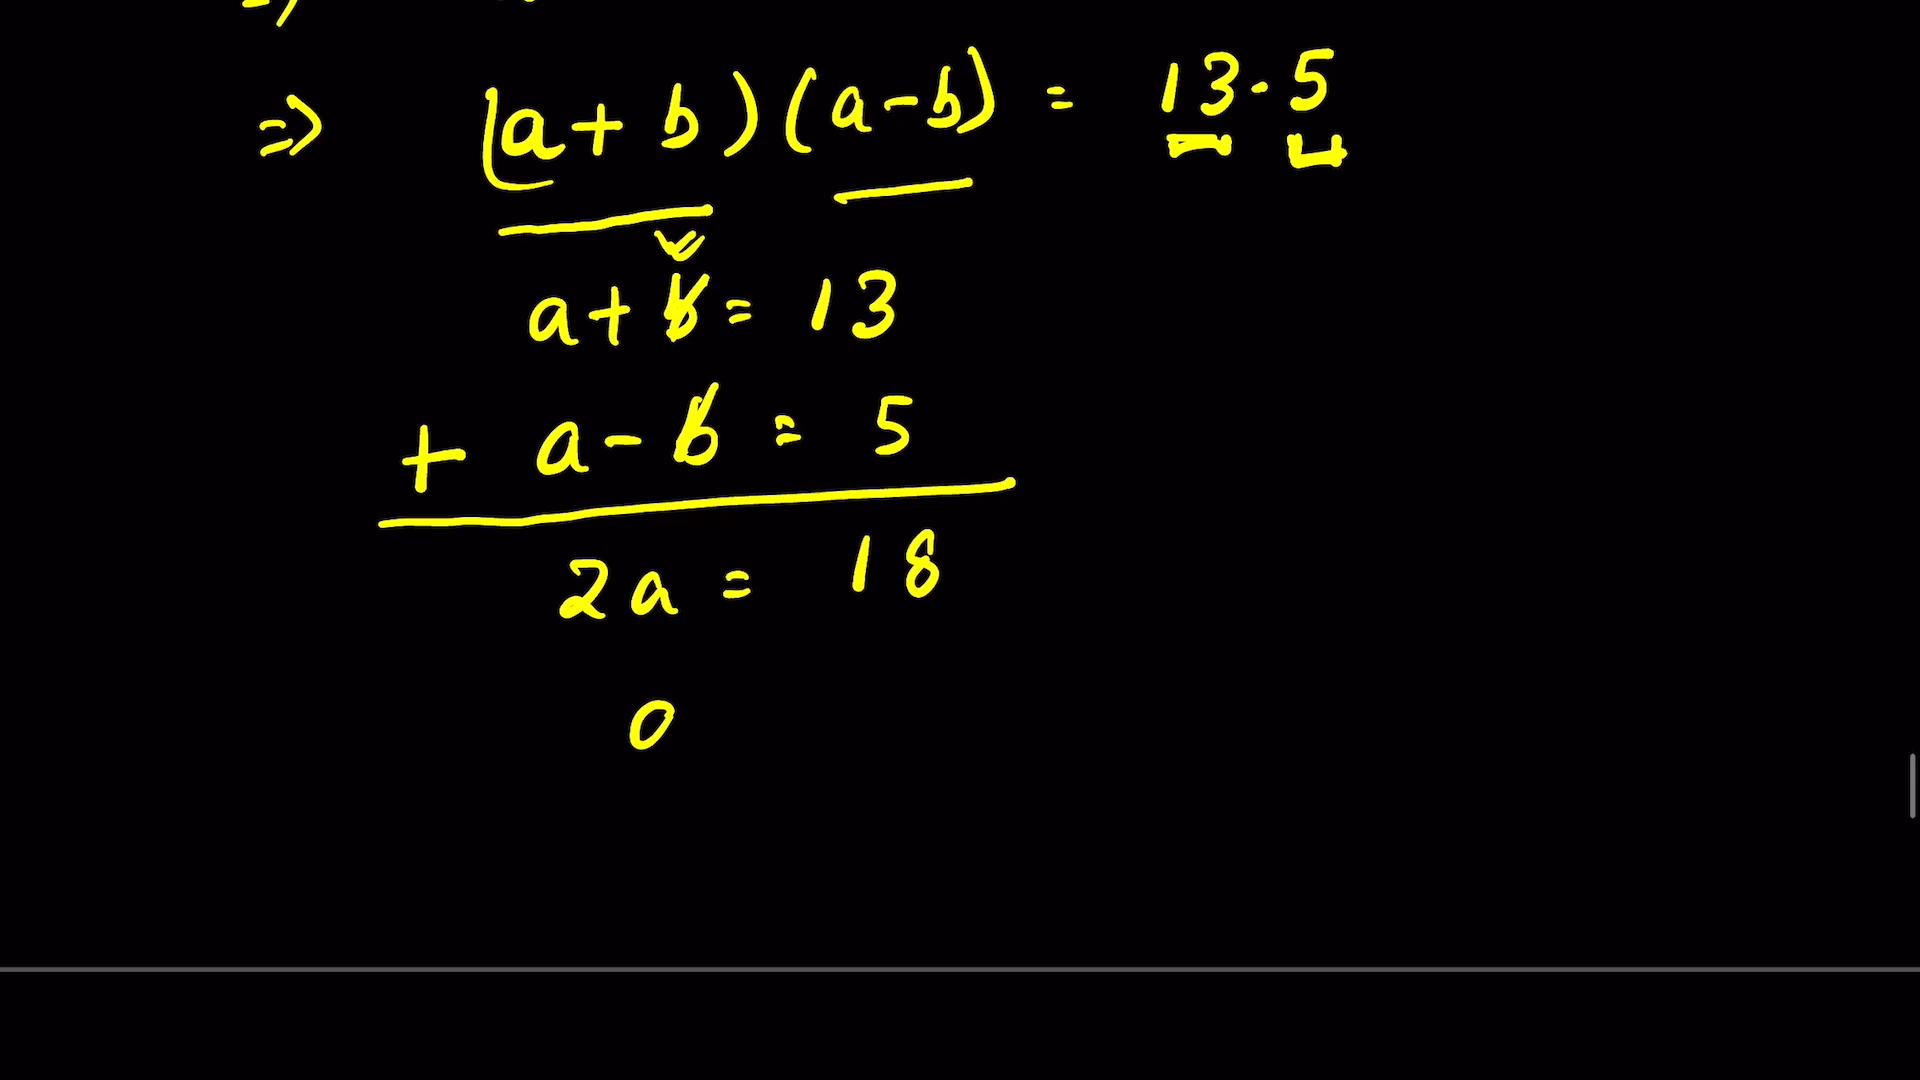 => (a+b)(a-b) = 13·5
a+b = 13
+ a-b = 5
2a = 18
0